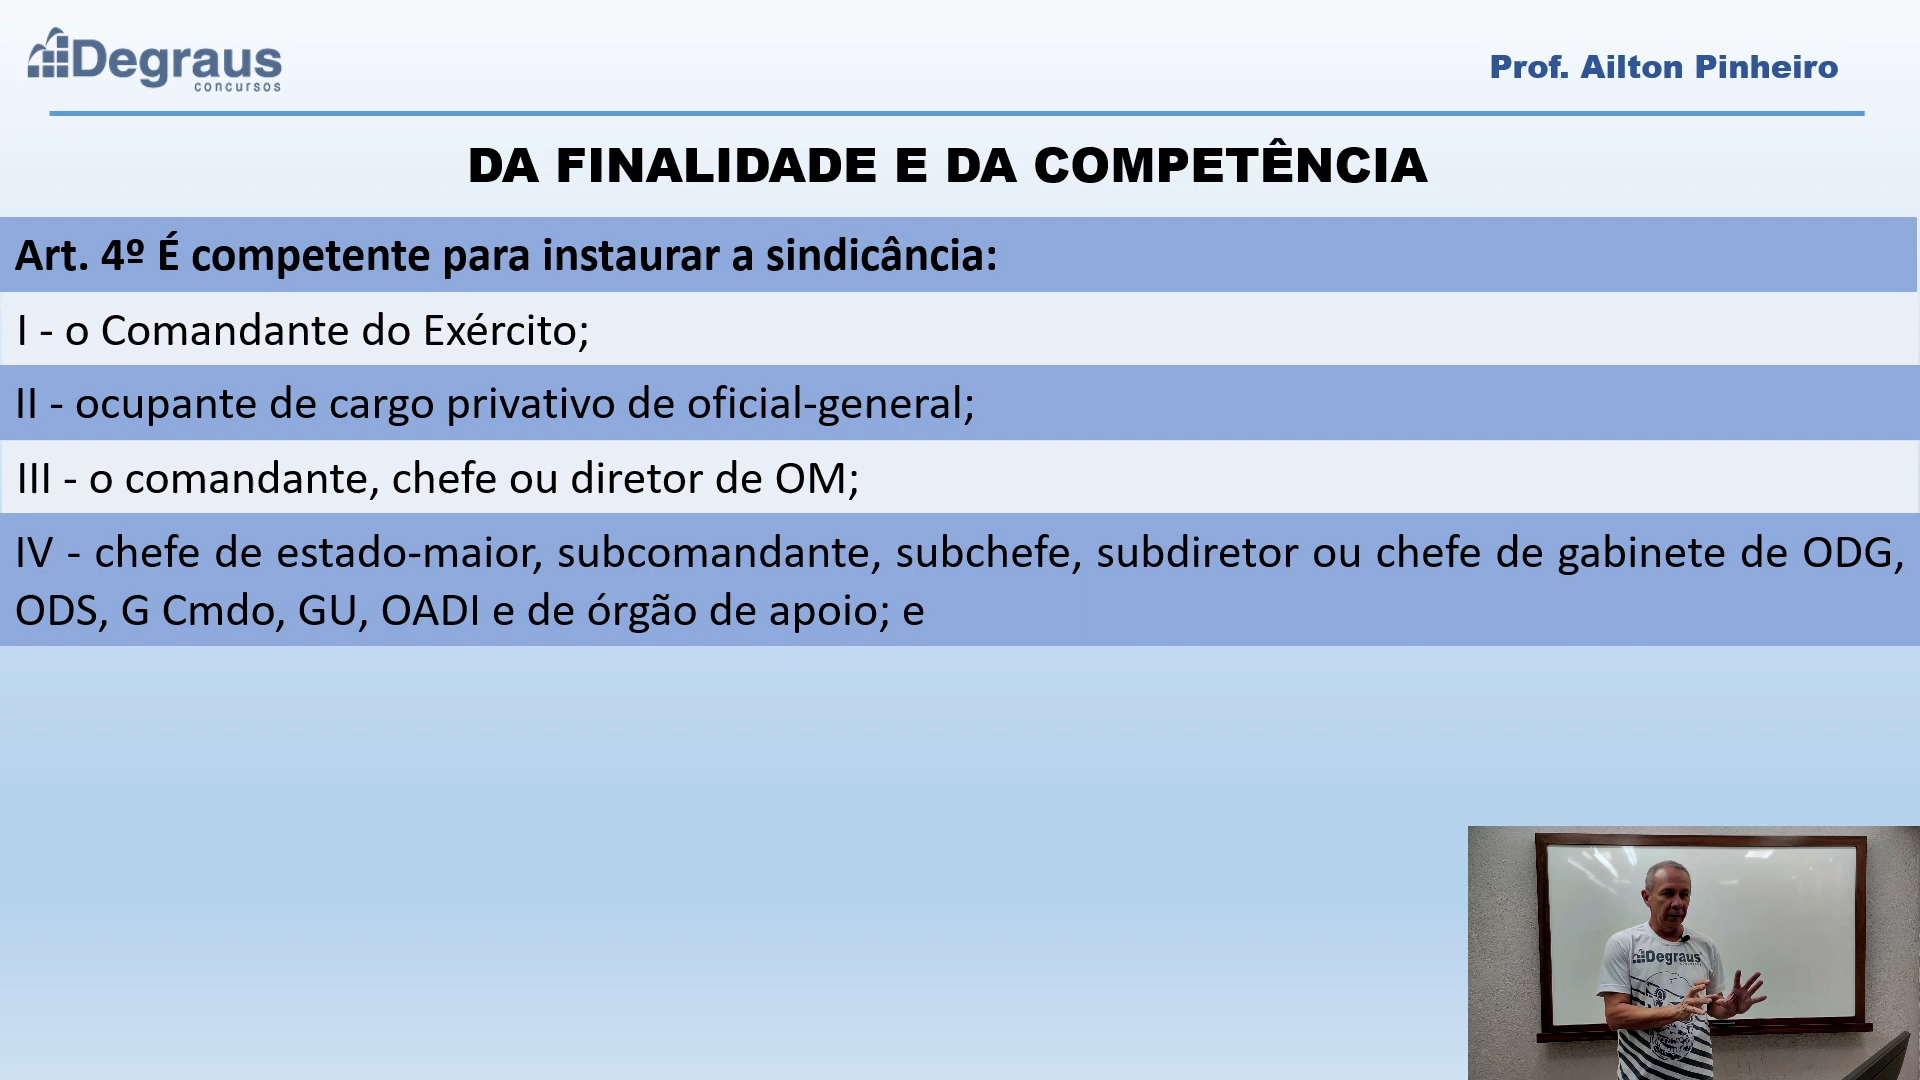 Degraus
concursos
Prof. Ailton Pinheiro
DA FINALIDADE E DA COMPETÊNCIA
Art. 4º É competente para instaurar a sindicância:
I - o Comandante do Exército;
II - ocupante de cargo privativo de oficial-general;
III - o comandante, chefe ou diretor de OM;
IV - chefe de estado-maior, subcomandante, subchefe, subdiretor ou chefe de gabinete de ODG,
ODS, G Cmdo, GU, OADI e de órgão de apoio; e
Degraus